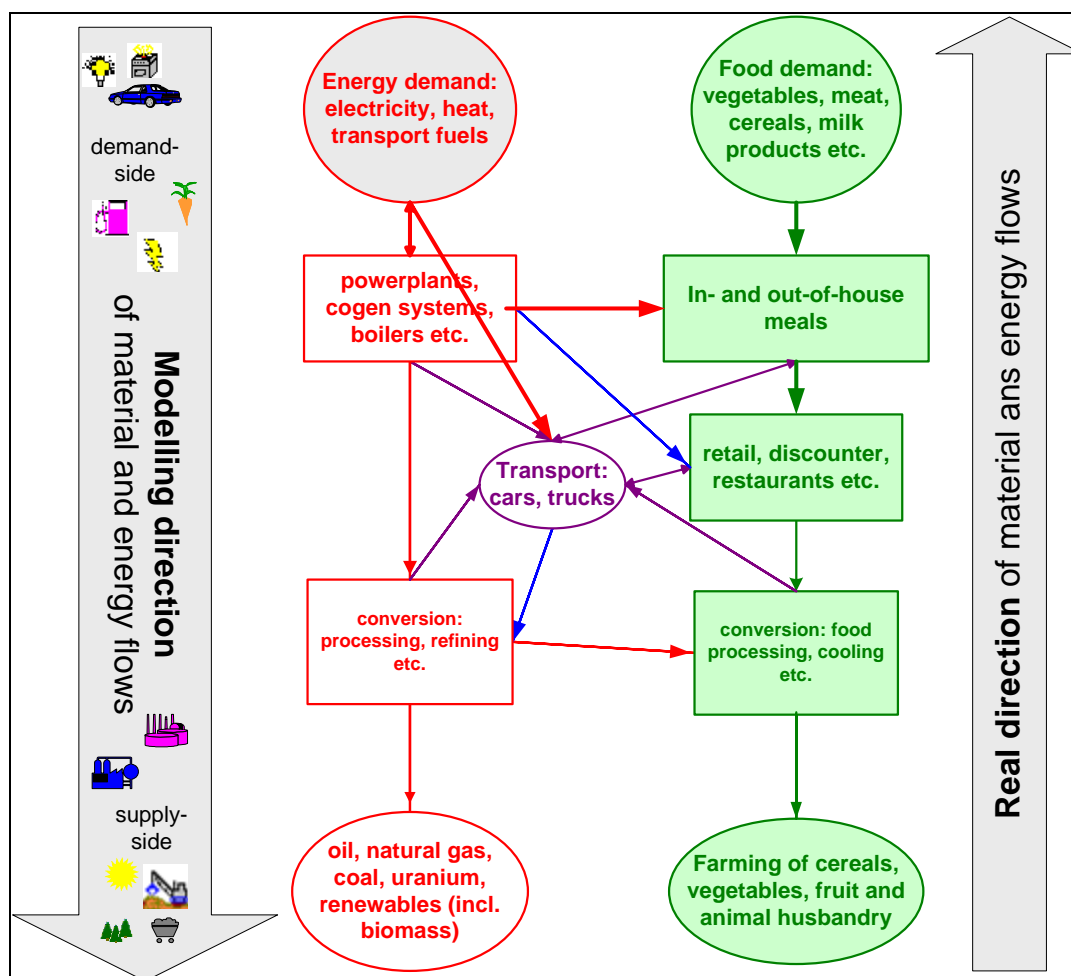 demand-
side
Modelling direction
of material and energy flows
supply-
side
Energy demand:
electricity, heat,
transport fuels
Food demand:
vegetables, meat,
cereals, milk
products etc.
powerplants,
cogen systems,
boilers etc.
In- and out-of-house
meals
Transport:
cars, trucks
retail, discounter,
restaurants etc.
conversion:
processing, refining
etc.
conversion: food
processing, cooling
etc.
oil, natural gas,
coal, uranium,
renewables (incl.
biomass)
Farming of cereals,
vegetables, fruit and
animal husbandry
Real direction of material ans energy flows